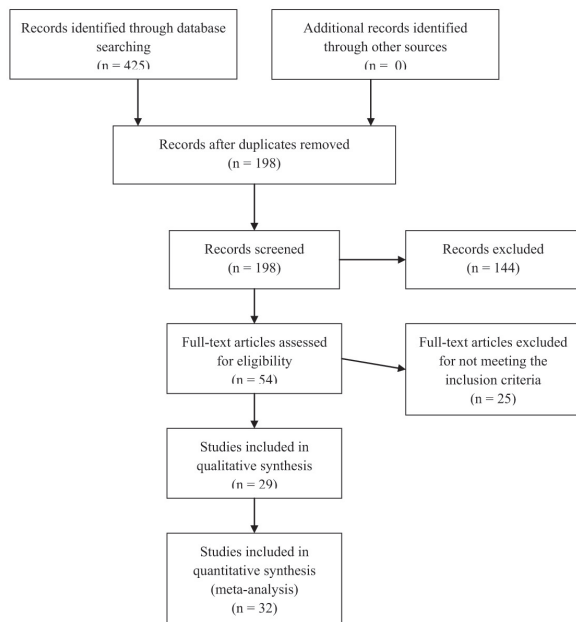 Records identified through database
searching
(n = 425)
Additional records identified
through other sources
(n = 0)
Records after duplicates removed
(n = 198)
Records screened
(n = 198)
Records excluded
(n = 144)
Full-text articles assessed
for eligibility
(n = 54)
Full-text articles excluded
for not meeting the
inclusion criteria
(n = 25)
Studies included in
qualitative synthesis
(n = 29)
Studies included in
quantitative synthesis
(meta-analysis)
(n = 32)